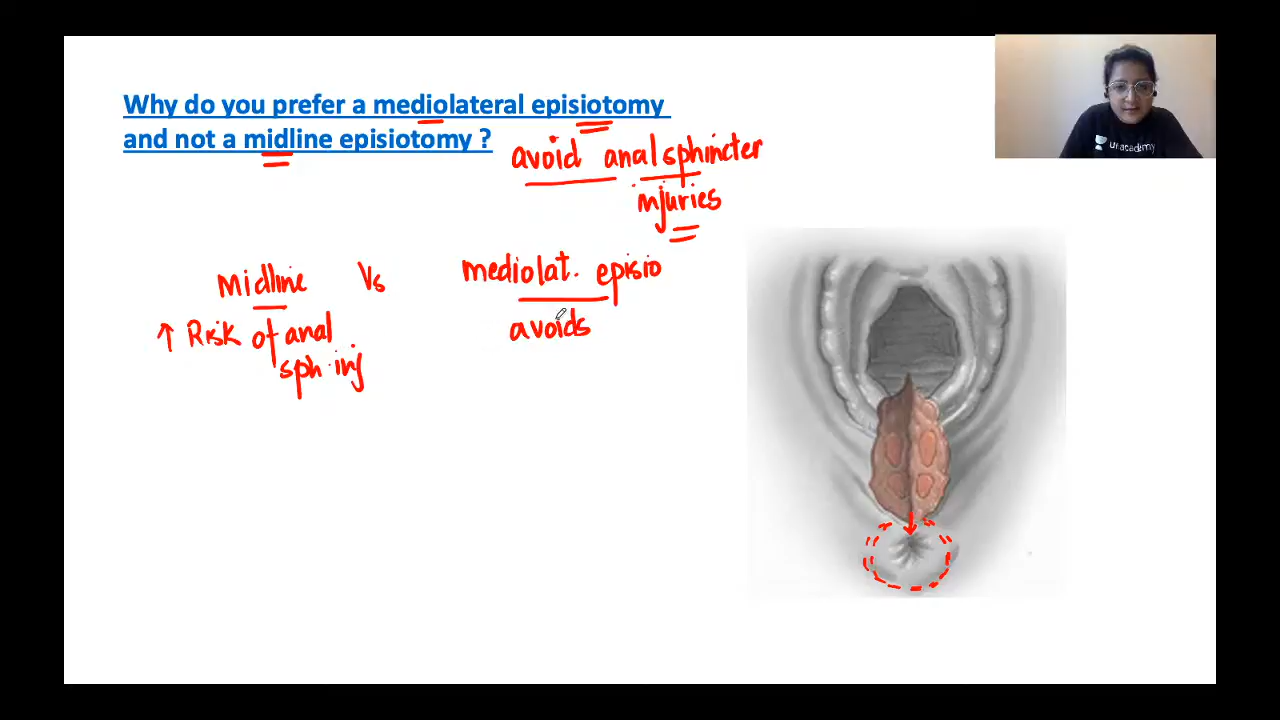 Why do you prefer a mediolateral episiotomy
and not a midline episiotomy ?
avoid anal sphincter
injuries
Midline Vs mediolat. episio
↑ Risk of anal
sph. inj
avoids
unacademy